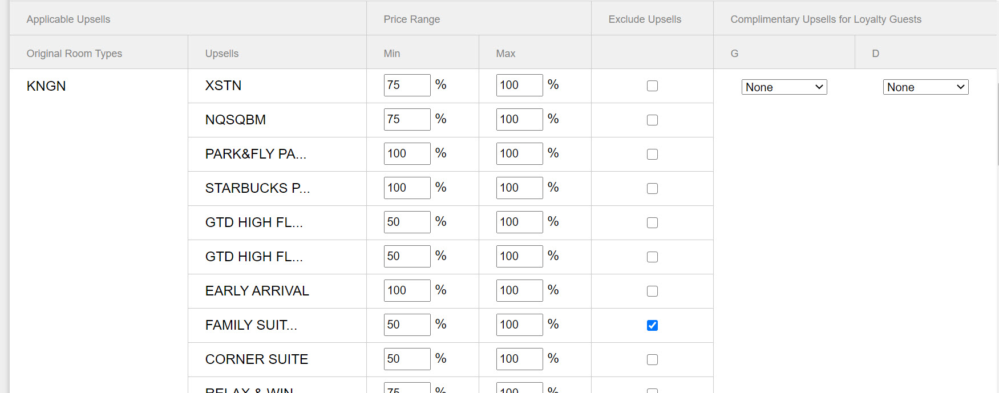 Applicable Upsells Price Range Exclude Upsells Complimentary Upsells for Loyalty Guests
Original Room Types Upsells Min Max G D
KNGN XSTN 75 % 100 % None None
NQSQBM 75 % 100 %
PARK&FLY PA... 100 % 100 %
STARBUCKS P... 100 % 100 %
GTD HIGH FL... 50 % 100 %
GTD HIGH FL... 50 % 100 %
EARLY ARRIVAL 100 % 100 %
FAMILY SUIT... 50 % 100 %
CORNER SUITE 50 % 100 %
RELAX & WIN 75 % 100 %